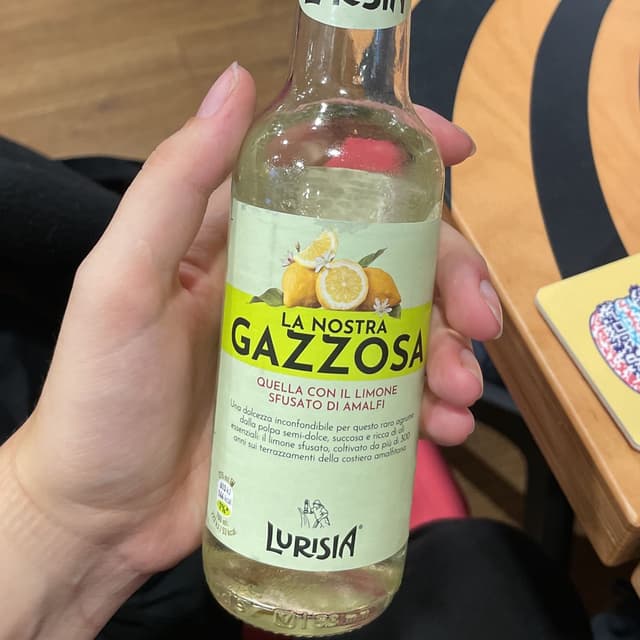 LURISIA
LA NOSTRA
GAZZOSA
QUELLA CON IL LIMONE
SFUSATO DI AMALFI
Una dolcezza inconfondibile per questo raro agrume
dalla polpa semi-dolce, succosa e ricca di oli
essenziali: il limone sfusato, coltivato da più di 300
anni sui terrazzamenti della costiera amalfitana.
LURISIA®